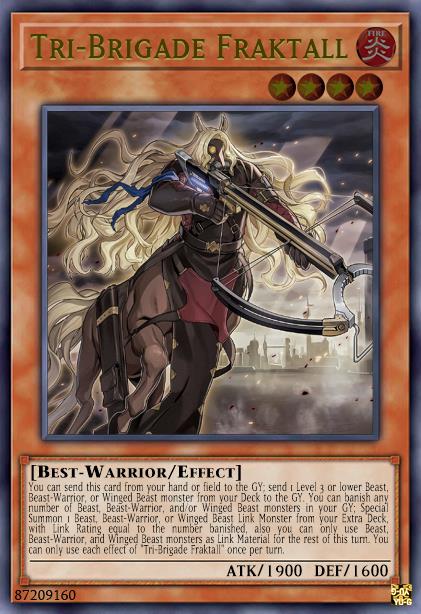 TRI-BRIGADE FRAKTALL
FIRE
炎
[BEST-WARRIOR/EFFECT]
You can send this card from your hand or field to the GY; send 1 Level 3 or lower Beast,
Beast-Warrior, or Winged Beast monster from your Deck to the GY. You can banish any
number of Beast, Beast-Warrior, and/or Winged Beast monsters in your GY; Special
Summon 1 Beast, Beast-Warrior, or Winged Beast Link Monster from your Extra Deck,
with Link Rating equal to the number banished, also you can only use Beast,
Beast-Warrior, and Winged Beast monsters as Link Material for the rest of this turn. You
can only use each effect of "Tri-Brigade Fraktall" once per turn.
ATK/1900 DEF/1600
87209160